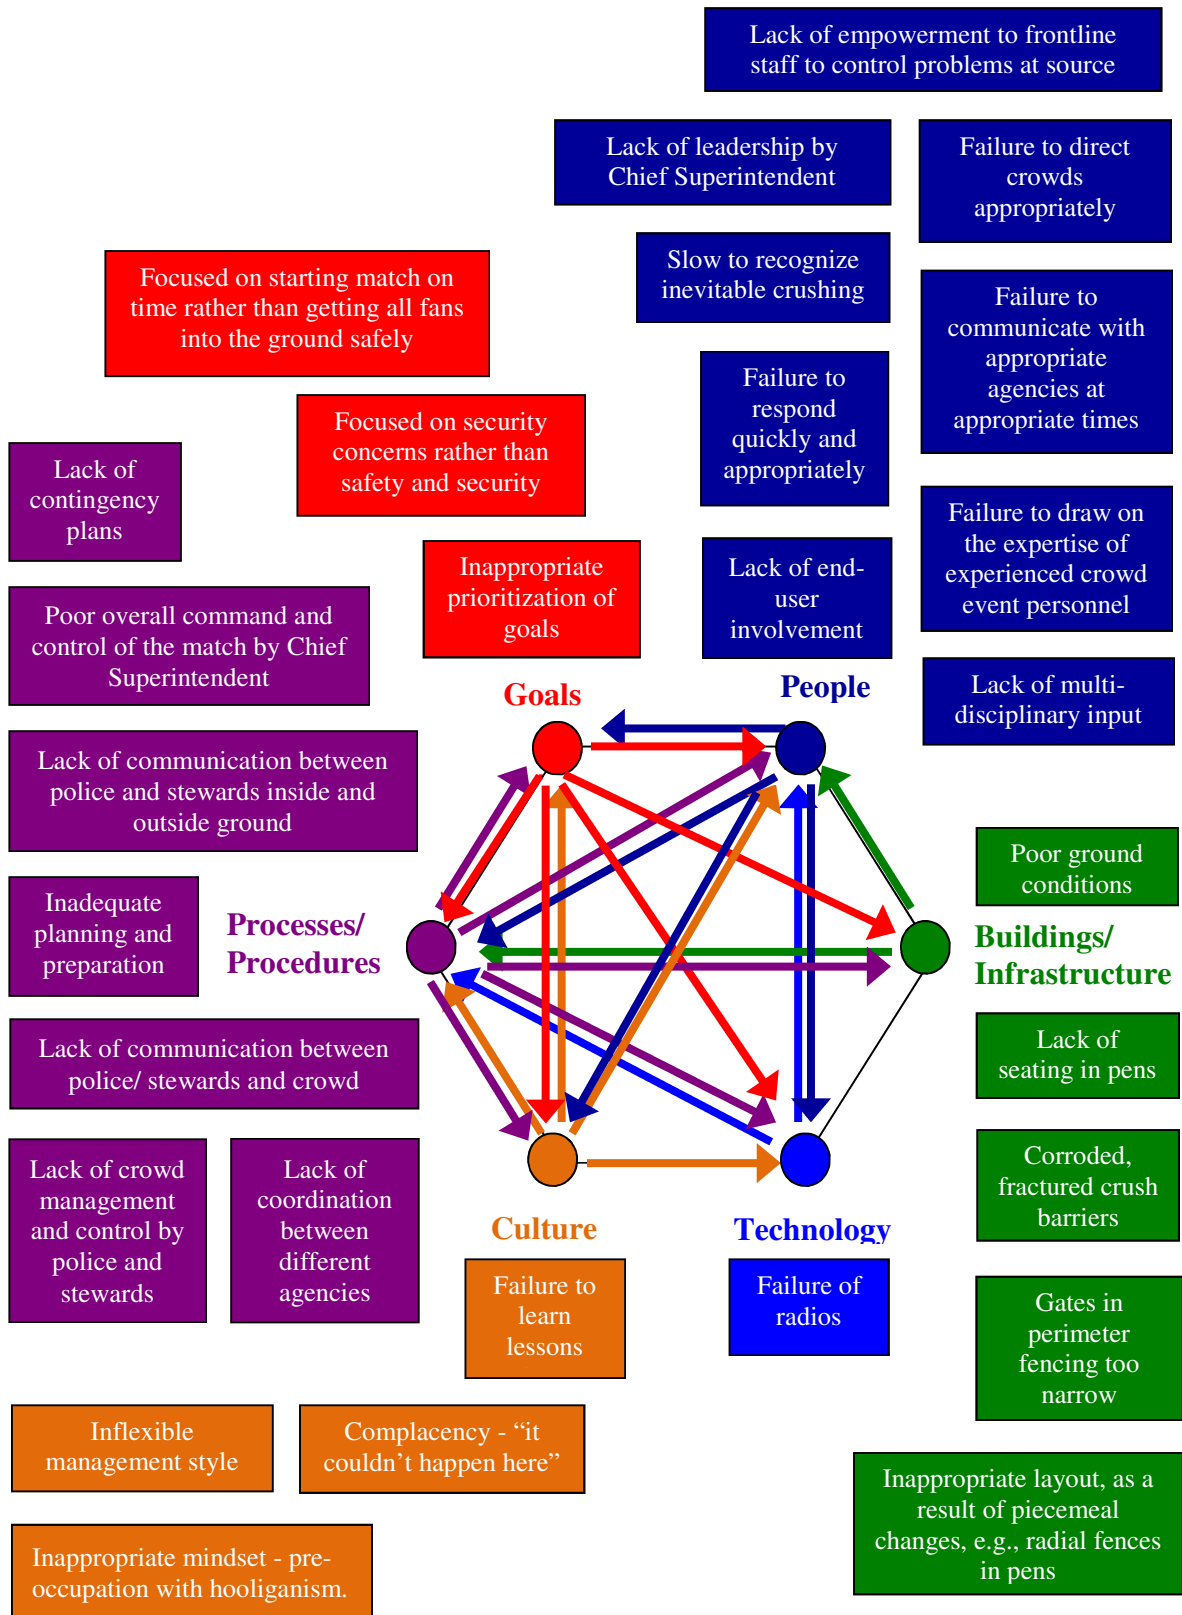 Lack of empowerment to frontline
staff to control problems at source
Lack of leadership by
Chief Superintendent
Failure to direct
crowds
appropriately
Slow to recognize
inevitable crushing
Focused on starting match on
time rather than getting all fans
into the ground safely
Failure to
communicate with
appropriate
agencies at
appropriate times
Failure to
respond
quickly and
appropriately
Focused on security
concerns rather than
safety and security
Lack of
contingency
plans
Failure to draw on
the expertise of
experienced crowd
event personnel
Inappropriate
prioritization of
goals
Lack of end-
user
involvement
Poor overall command and
control of the match by Chief
Superintendent
Lack of multi-
disciplinary input
Goals
People
Lack of communication between
police and stewards inside and
outside ground
Poor ground
conditions
Inadequate
planning and
preparation
Processes/
Procedures
Buildings/
Infrastructure
Lack of communication between
police/ stewards and crowd
Lack of
seating in pens
Lack of crowd
management
and control by
police and
stewards
Lack of
coordination
between
different
agencies
Corroded,
fractured crush
barriers
Culture
Technology
Failure to
learn
lessons
Failure of
radios
Gates in
perimeter
fencing too
narrow
Inflexible
management style
Complacency - “it
couldn’t happen here”
Inappropriate layout, as a
result of piecemeal
changes, e.g., radial fences
in pens
Inappropriate mindset - pre-
occupation with hooliganism.